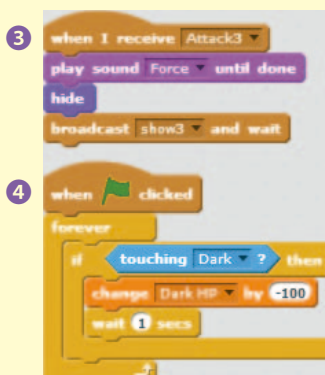 3
when I receive Attack3
play sound Force until done
hide
broadcast show3 and wait
4
when clicked
forever
if touching Dark ? then
change Dark HP by -100
wait 1 secs